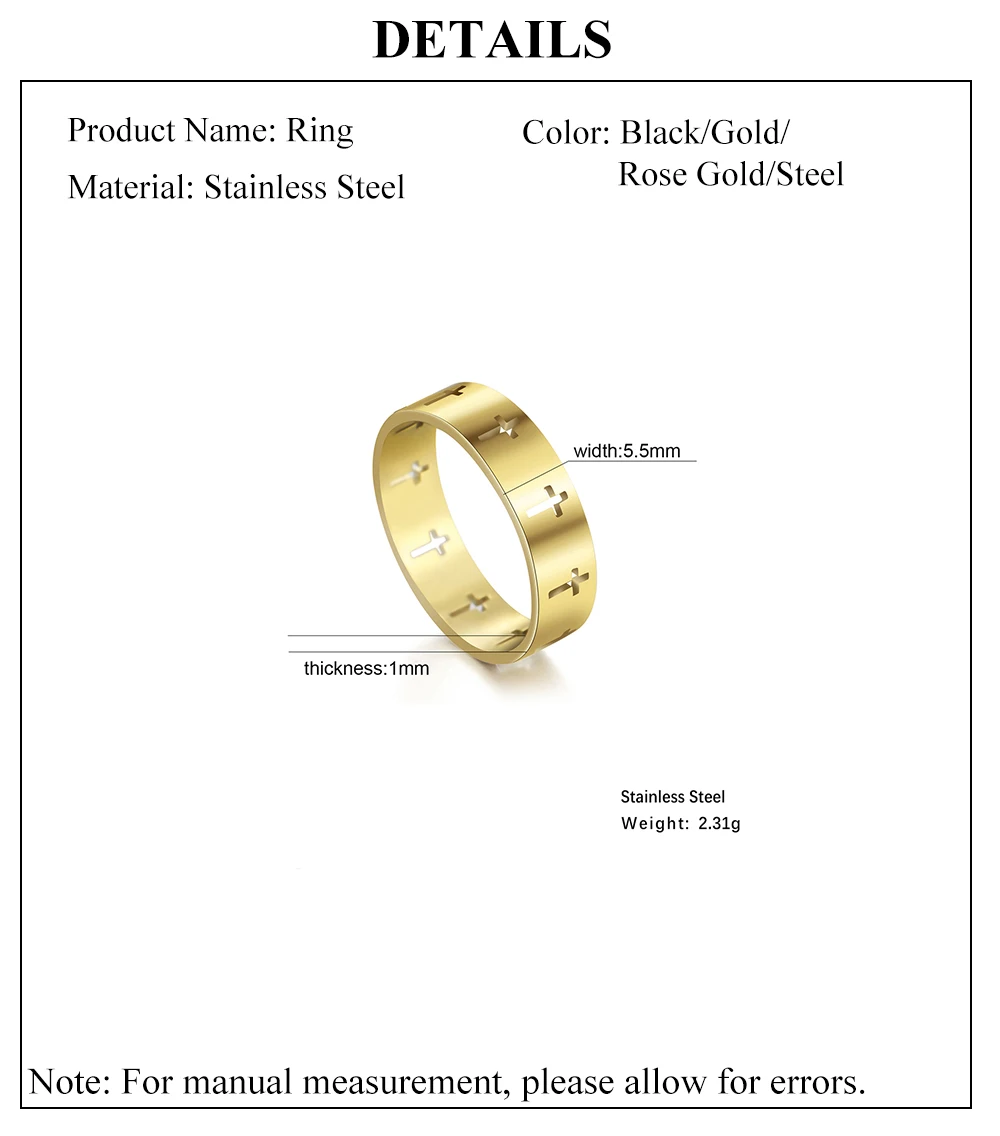 DETAILS
Product Name: Ring
Color: Black/Gold/
Rose Gold/Steel
Material: Stainless Steel
width:5.5mm
thickness:1mm
Stainless Steel
Weight: 2.31g
Note: For manual measurement, please allow for errors.